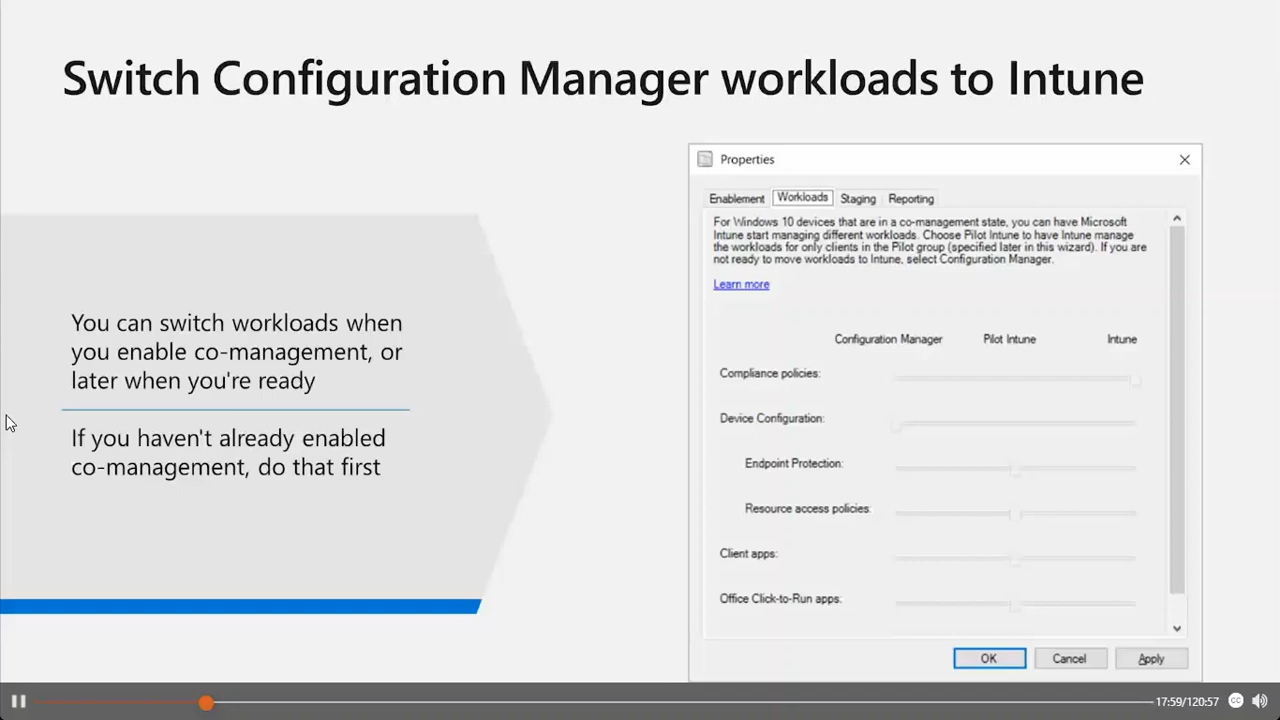 Switch Configuration Manager workloads to Intune
You can switch workloads when
you enable co-management, or
later when you're ready
If you haven't already enabled
co-management, do that first
Properties
Enablement Workloads Staging Reporting
For Windows 10 devices that are in a co-management state, you can have Microsoft
Intune start managing different workloads. Choose Pilot Intune to have Intune manage
the workloads for only clients in the Pilot group (specified later in this wizard). If you are
not ready to move workloads to Intune, select Configuration Manager.
Learn more
Configuration Manager Pilot Intune Intune
Compliance policies:
Device Configuration:
Endpoint Protection:
Resource access policies:
Client apps:
Office Click-to-Run apps:
OK Cancel Apply
17:59/120:57 CC